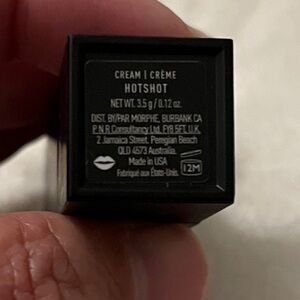 CREAM | CRÈME
HOTSHOT
NET WT. 3.5 g / 0.12 oz.
DIST. BY/PAR MORPHE, BURBANK CA
P.N.R Consultancy Ltd., FY8 5FT, U.K.
2 Jamaica Street, Peregian Beach
QLD 4573 Australia.
Made in USA
Fabriqué aux États-Unis.
12M